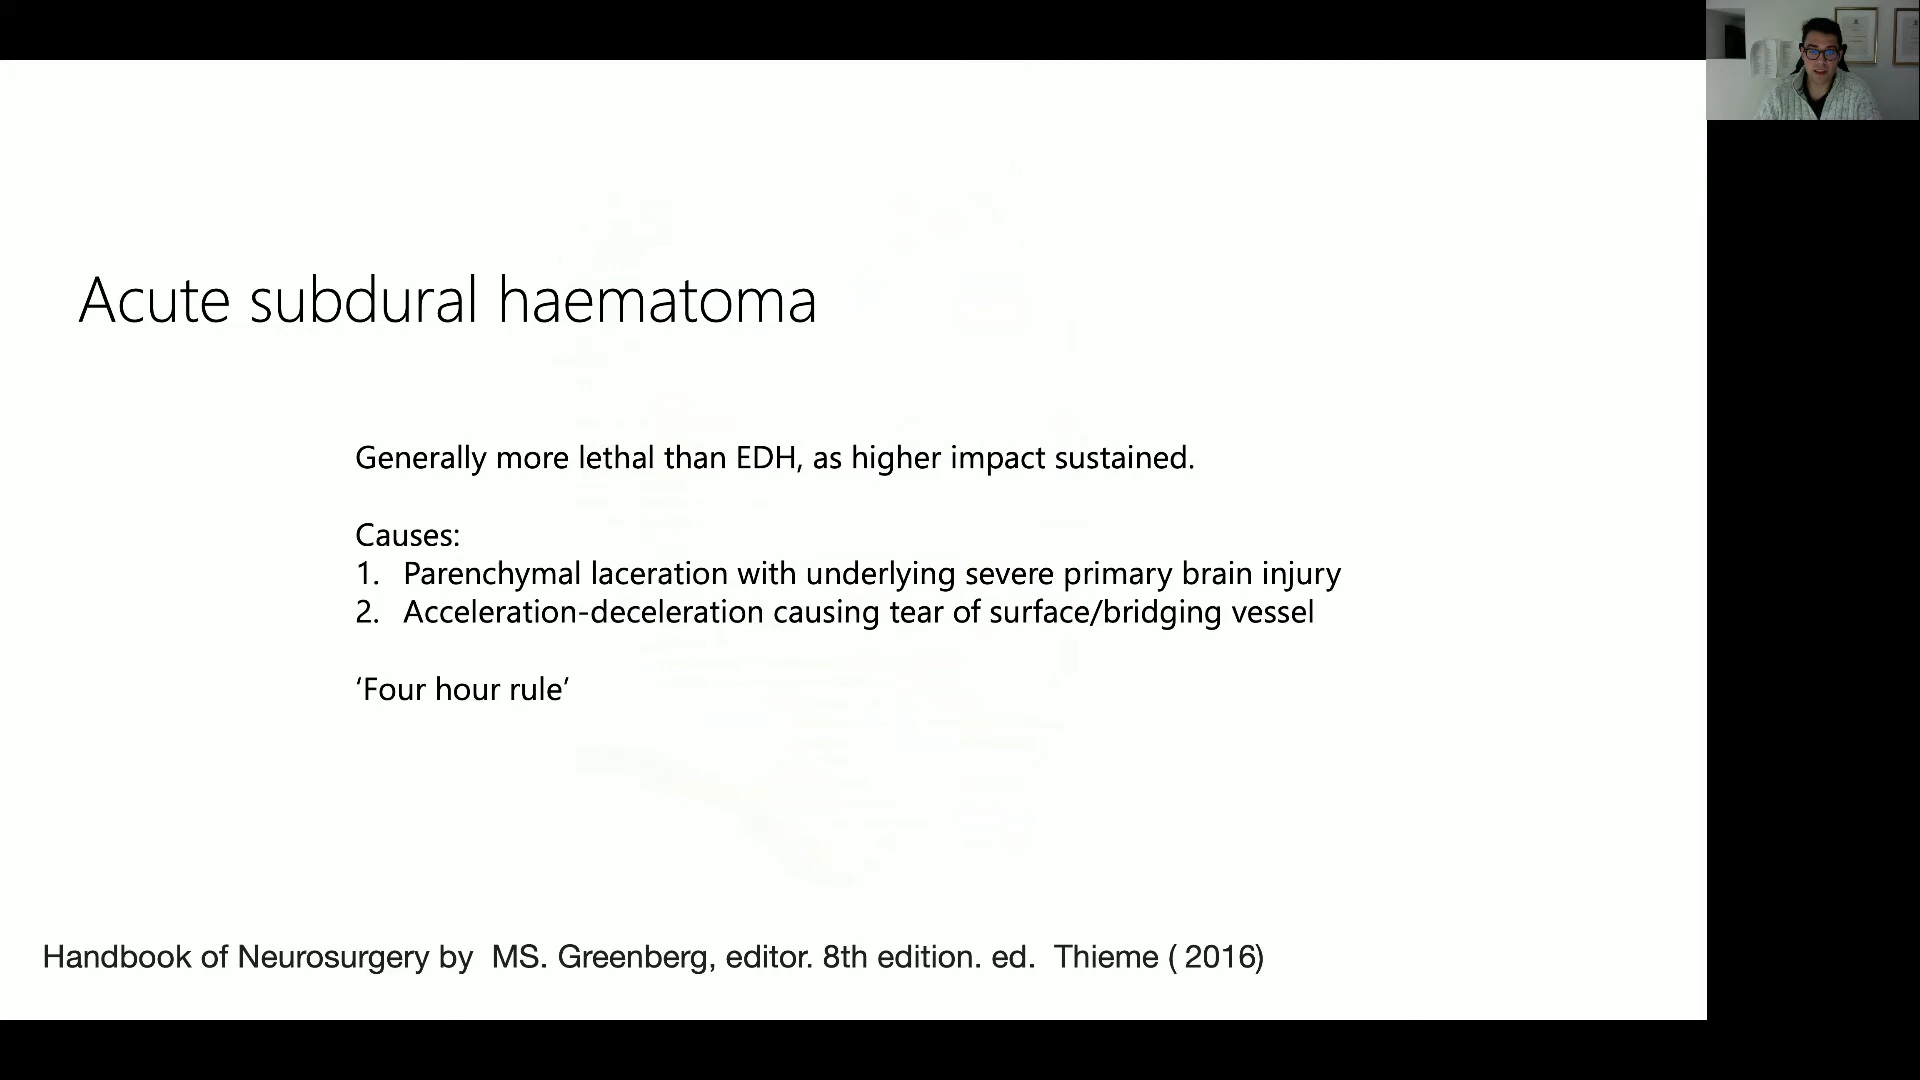 Acute subdural haematoma
Generally more lethal than EDH, as higher impact sustained.
Causes:
1. Parenchymal laceration with underlying severe primary brain injury
2. Acceleration-deceleration causing tear of surface/bridging vessel
‘Four hour rule’
Handbook of Neurosurgery by MS. Greenberg, editor. 8th edition. ed. Thieme ( 2016)